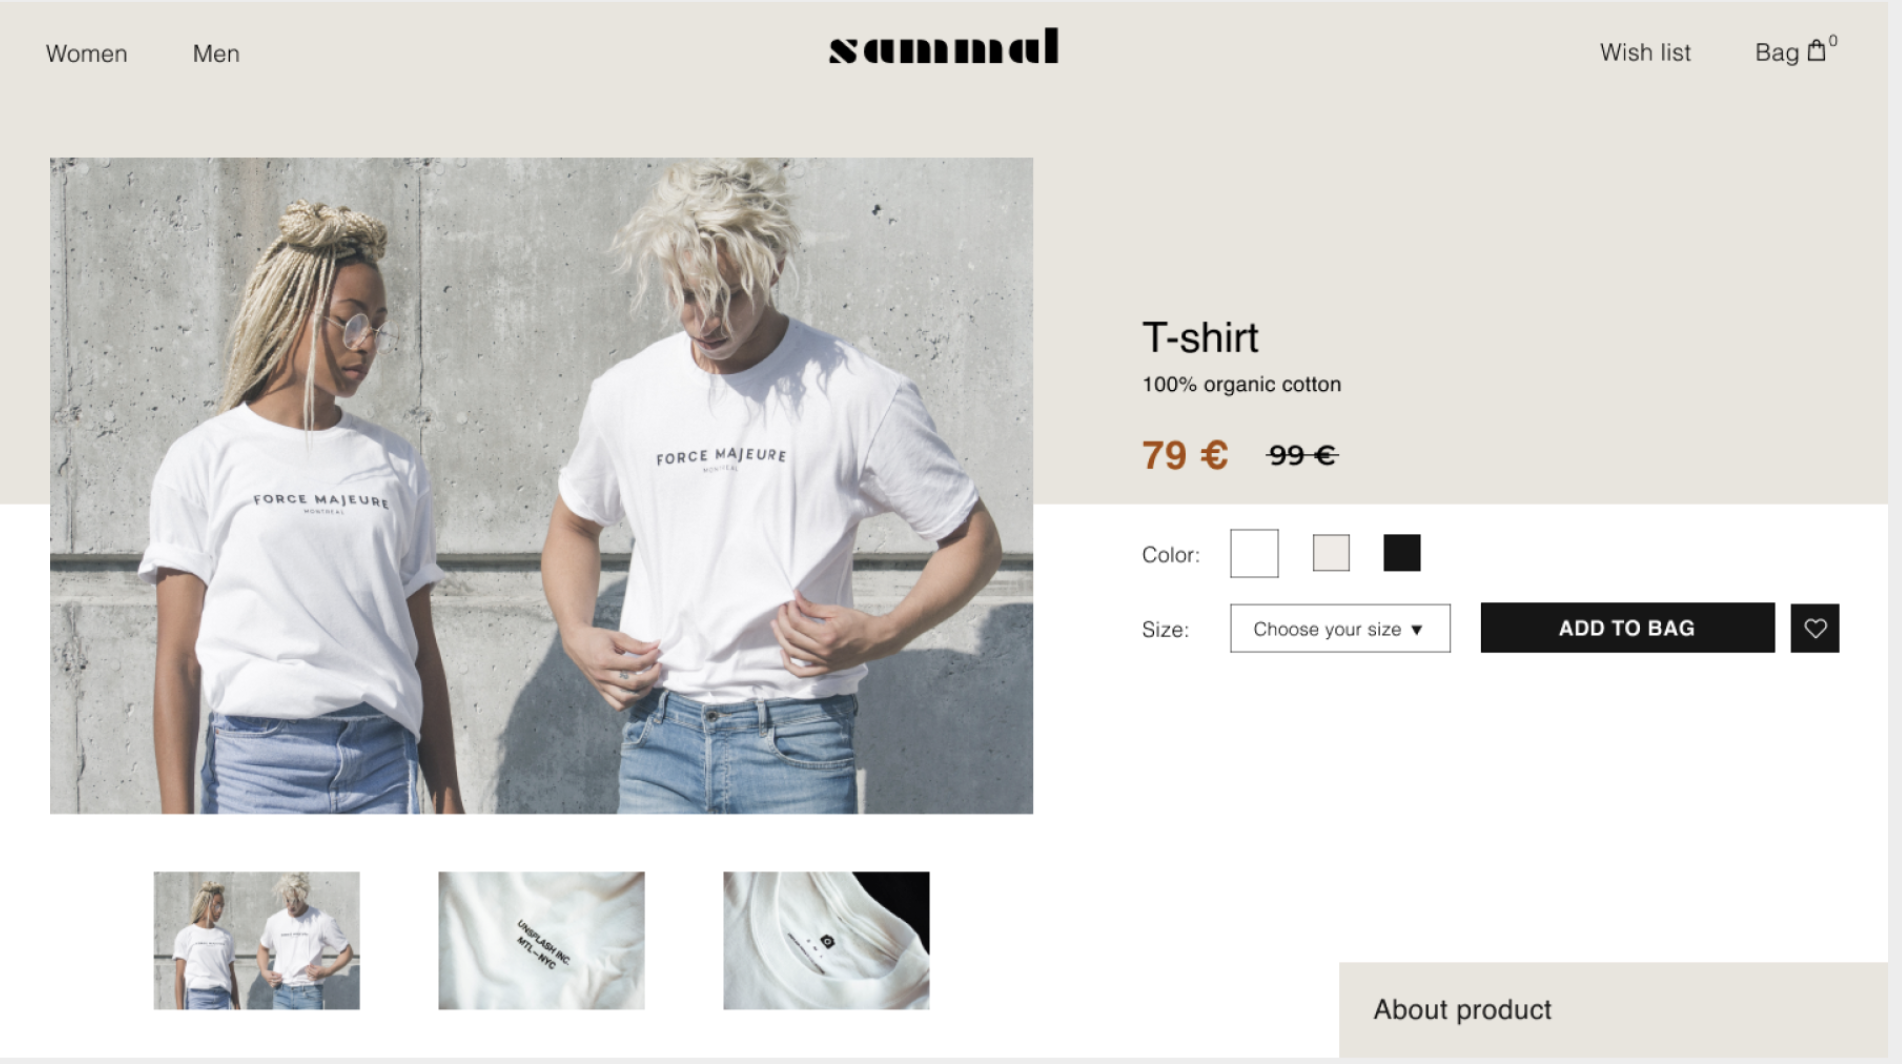 Women
Men
sammal
Wish list
Bag 0
FORCE MAJEURE
MONTREAL
FORCE MAJEURE
MONTREAL
T-shirt
100% organic cotton
79 € 99 €
Color:
Size:
Choose your size ▼
ADD TO BAG
UNSPLASH INC.
MTL—NYC
About product